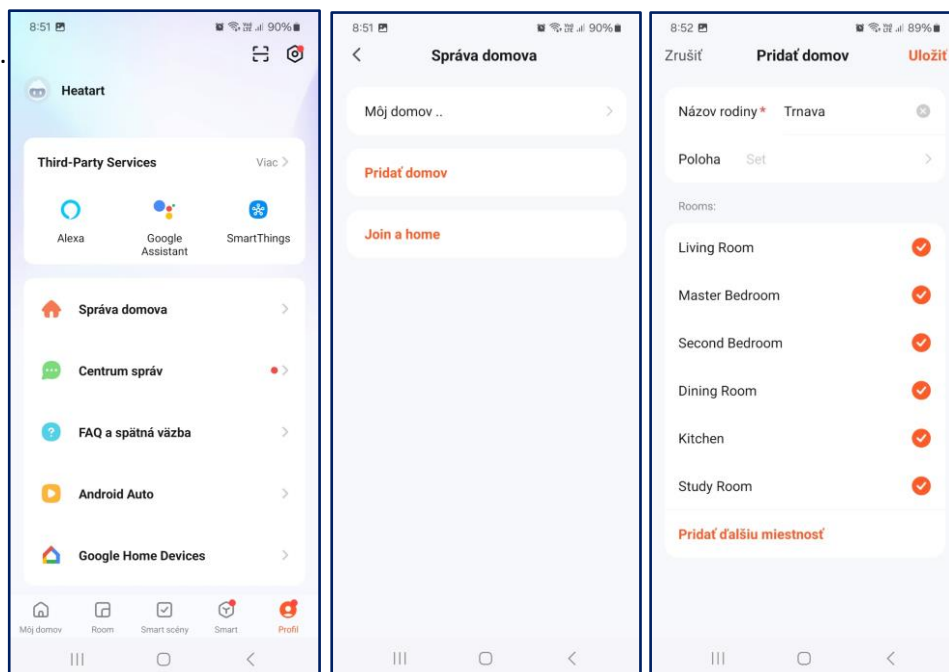 .
8:51
90%
Heatart
Third-Party Services Viac
Alexa Google Assistant SmartThings
Správa domova
Centrum správ
FAQ a spätná väzba
Android Auto
Google Home Devices
Môj domov Room Smart scény Smart Profil
8:51
90%
Správa domova
Môj domov ..
Pridať domov
Join a home
8:52
89%
Zrušiť Pridať domov Uložiť
Názov rodiny* Trnava
Poloha Set
Rooms:
Living Room
Master Bedroom
Second Bedroom
Dining Room
Kitchen
Study Room
Pridať ďalšiu miestnosť